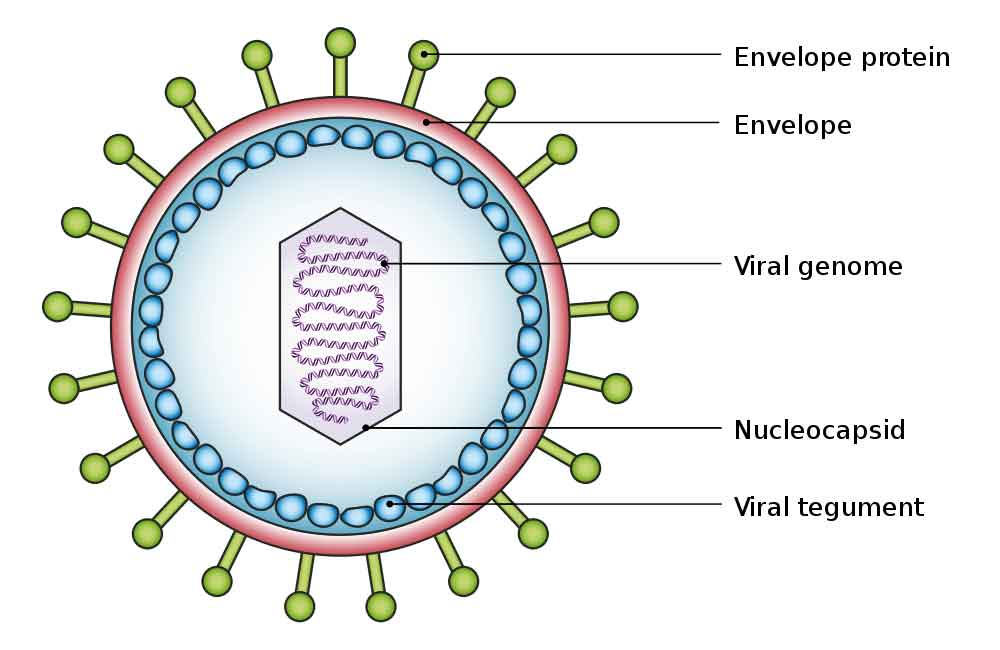 Envelope protein
Envelope
Viral genome
Nucleocapsid
Viral tegument